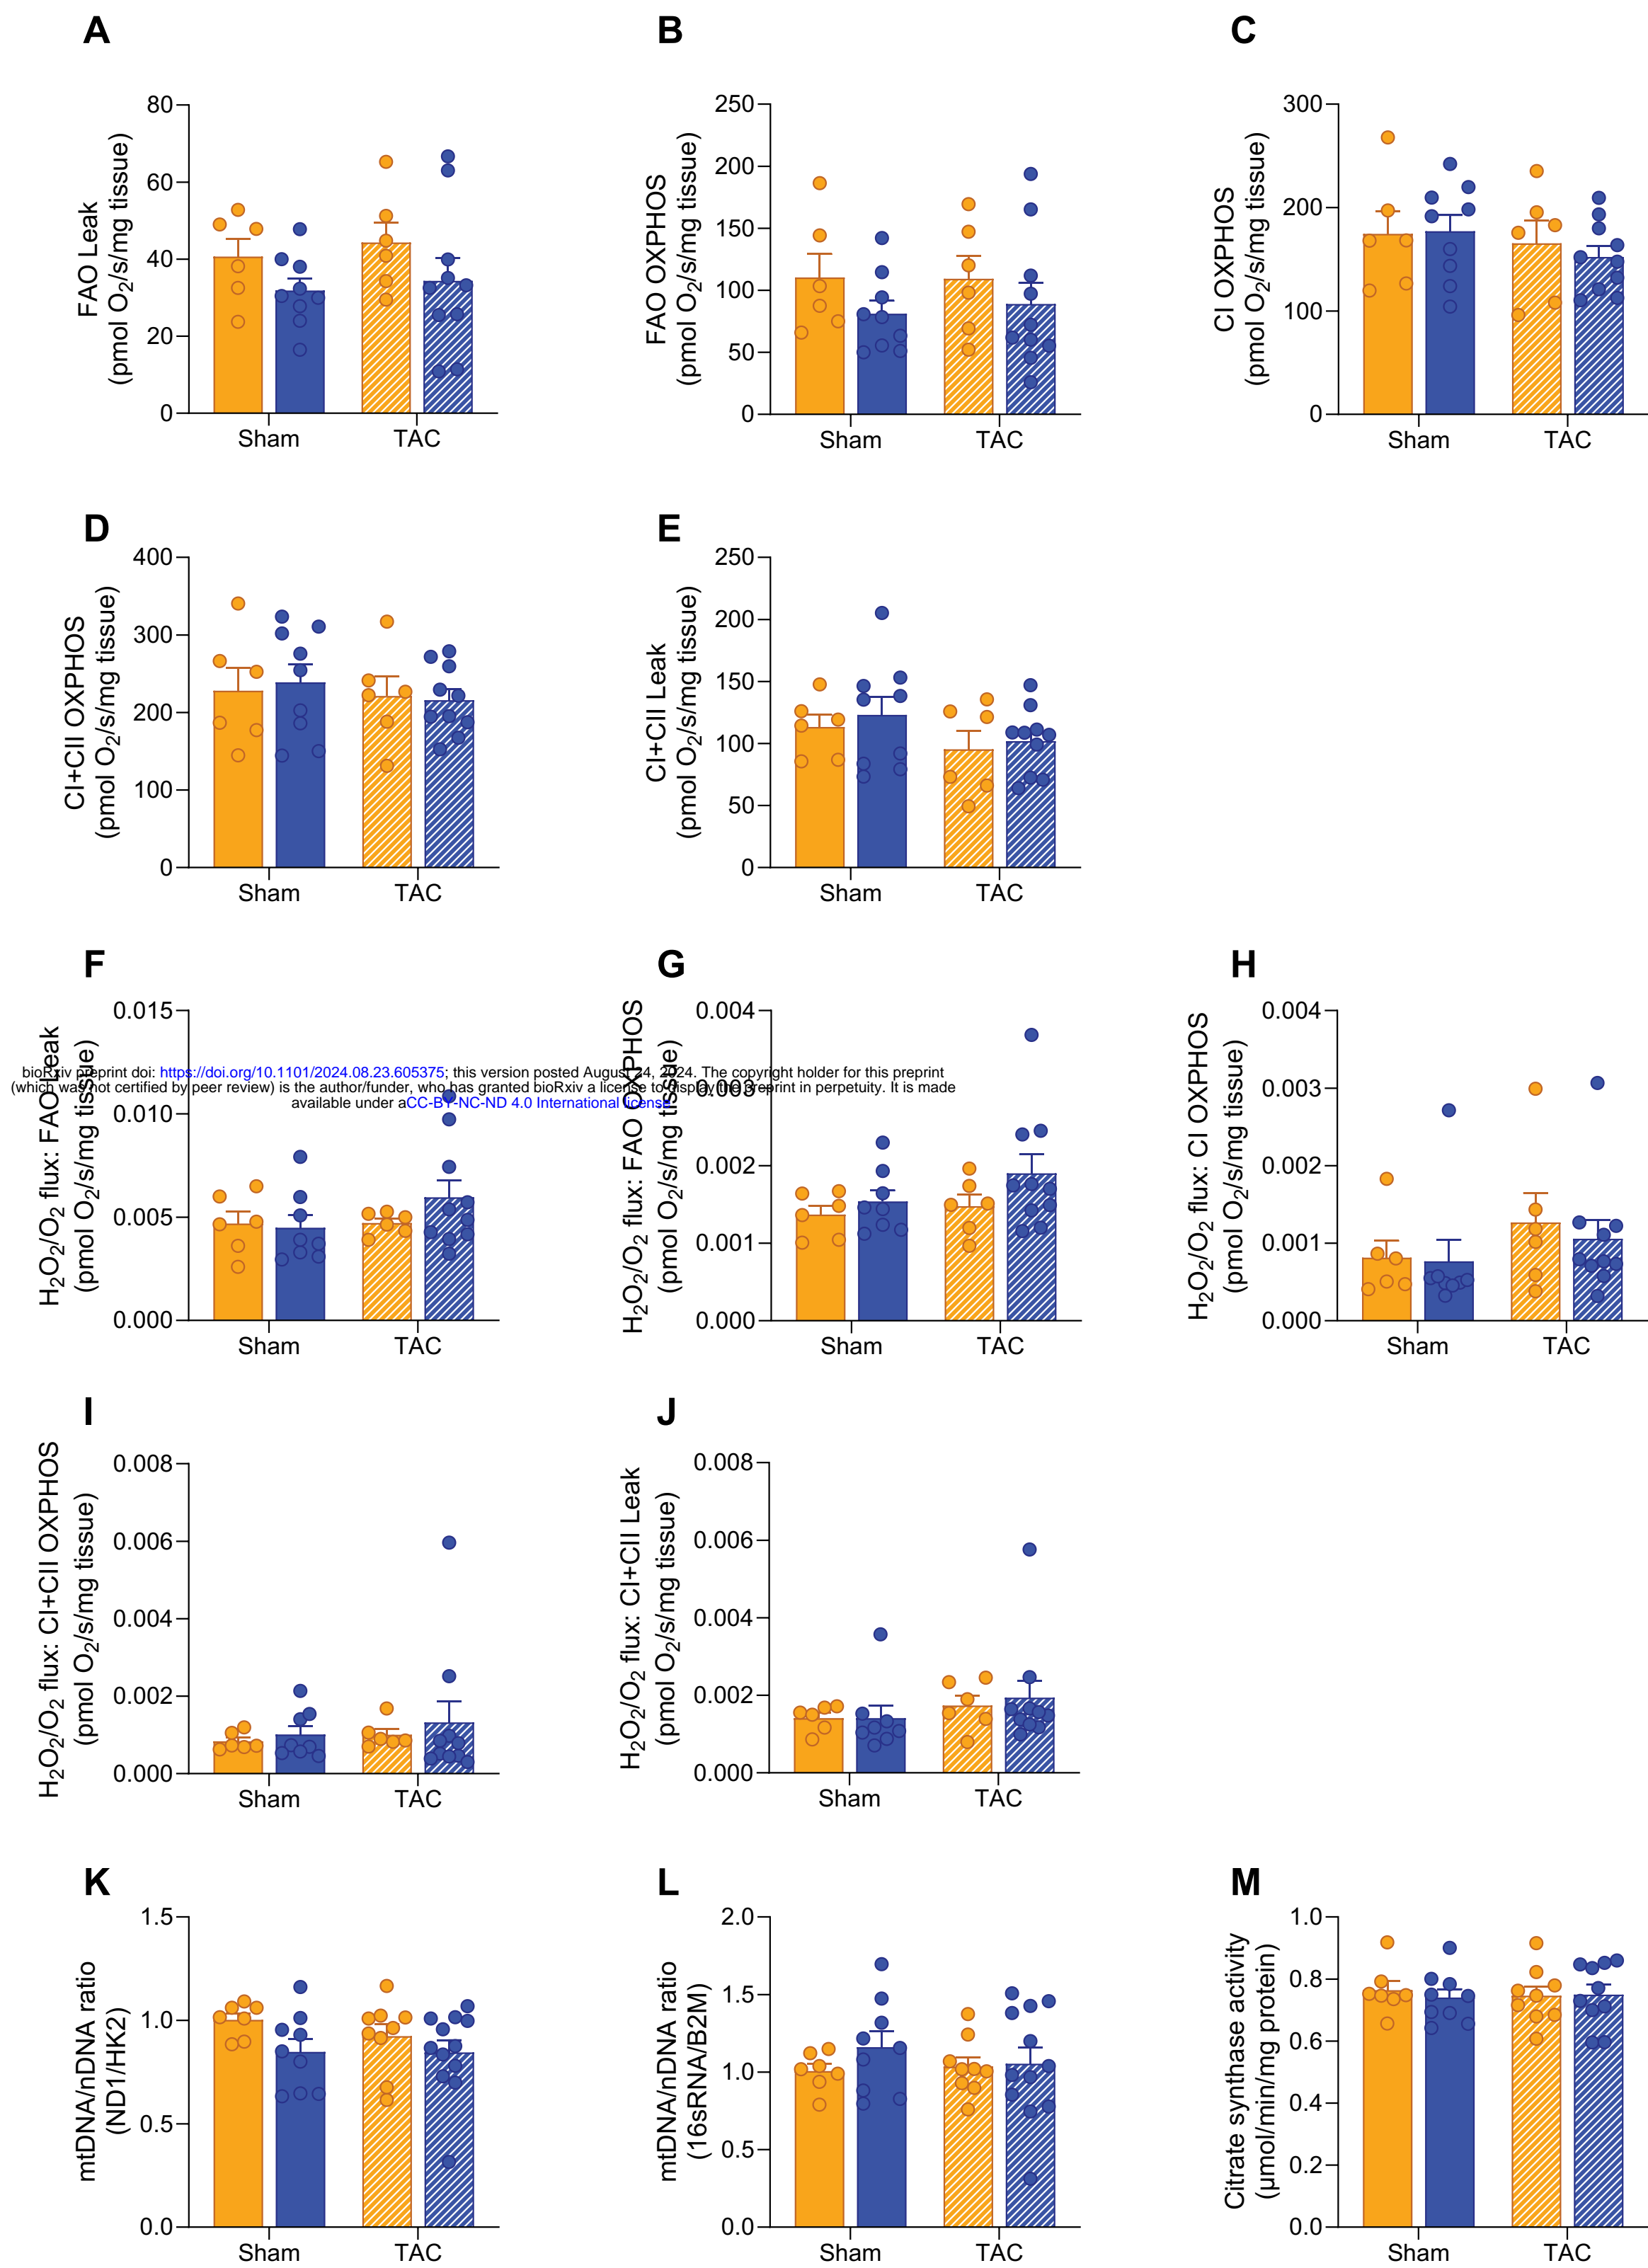 A
B
C
FAO Leak
(pmol O2/s/mg tissue)
80
60
40
20
0
Sham
TAC
FAO OXPHOS
(pmol O2/s/mg tissue)
250
200
150
100
50
0
Sham
TAC
CI OXPHOS
(pmol O2/s/mg tissue)
300
200
100
0
Sham
TAC
D
E
CI+CII OXPHOS
(pmol O2/s/mg tissue)
400
300
200
100
0
Sham
TAC
CI+CII Leak
(pmol O2/s/mg tissue)
250
200
150
100
50
0
Sham
TAC
F
G
H
H2O2/O2 flux: FAO Leak
(pmol O2/s/mg tissue)
0.015
0.010
0.005
0.000
Sham
TAC
H2O2/O2 flux: FAO OXPHOS
(pmol O2/s/mg tissue)
0.004
0.003
0.002
0.001
0.000
Sham
TAC
H2O2/O2 flux: CI OXPHOS
(pmol O2/s/mg tissue)
0.004
0.003
0.002
0.001
0.000
Sham
TAC
bioRxiv preprint doi: https://doi.org/10.1101/2024.08.23.605375; this version posted August 24, 2024. The copyright holder for this preprint
(which was not certified by peer review) is the author/funder, who has granted bioRxiv a license to display the preprint in perpetuity. It is made
available under aCC-BY-NC-ND 4.0 International license.
I
J
H2O2/O2 flux: CI+CII OXPHOS
(pmol O2/s/mg tissue)
0.008
0.006
0.004
0.002
0.000
Sham
TAC
H2O2/O2 flux: CI+CII Leak
(pmol O2/s/mg tissue)
0.008
0.006
0.004
0.002
0.000
Sham
TAC
K
L
M
mtDNA/nDNA ratio
(ND1/HK2)
1.5
1.0
0.5
0.0
Sham
TAC
mtDNA/nDNA ratio
(16sRNA/B2M)
2.0
1.5
1.0
0.5
0.0
Sham
TAC
Citrate synthase activity
(µmol/min/mg protein)
1.0
0.8
0.6
0.4
0.2
0.0
Sham
TAC